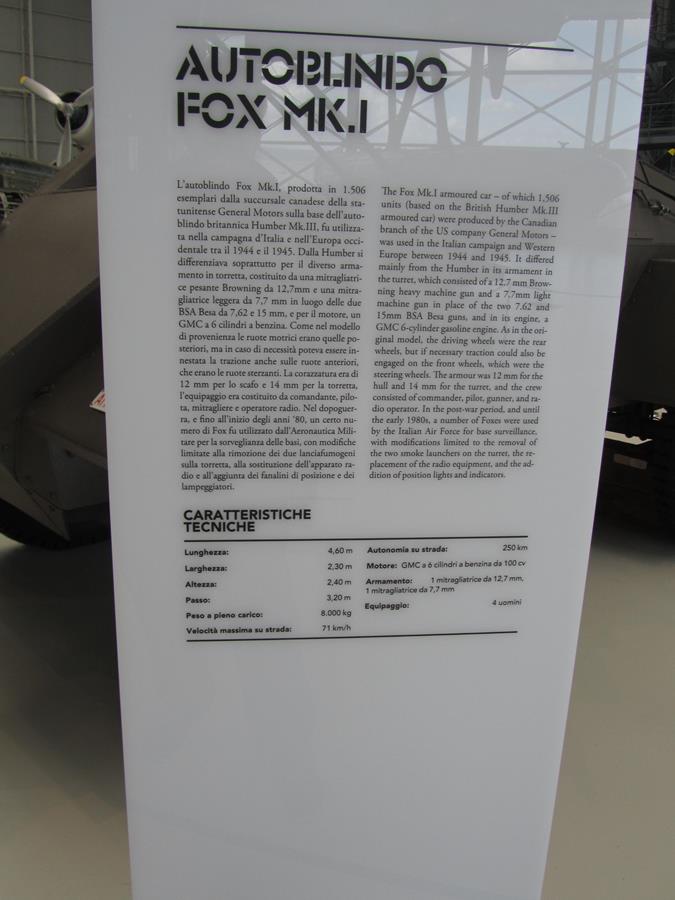 AUTOBLINDO
FOX MK.I
L'autoblindo Fox Mk.I, prodotta in 1.506
esemplari dalla succursale canadese della sta-
tunitense General Motors sulla base dell'auto-
blindo britannica Humber Mk.III, fu utilizza-
ta nella campagna d'Italia e nell'Europa occi-
dentale tra il 1944 e il 1945. Dalla Humber si
differenziava soprattutto per il diverso arma-
mento in torretta, costituito da una mitragliatri-
ce pesante Browning da 12,7mm e una mitra-
gliatrice leggera da 7,7 mm in luogo delle due
BSA Besa da 7,62 e 15 mm, e per il motore, un
GMC a 6 cilindri a benzina. Come nel modello
di provenienza le ruote motrici erano quelle po-
steriori, ma in caso di necessità poteva essere in-
nestata la trazione anche sulle ruote anteriori,
che erano le ruote sterzanti. La corazzatura era di
12 mm per lo scafo e 14 mm per la torretta,
l'equipaggio era costituito da comandante, pilo-
ta, mitragliere e operatore radio. Nel dopoguer-
ra, e fino all'inizio degli anni '80, un certo nu-
mero di Fox fu utilizzato dall'Aeronautica Mili-
tare per la sorveglianza delle basi, con modifiche
limitate alla rimozione dei due lanciafumogeni
sulla torretta, alla sostituzione dell'apparato ra-
dio e all'aggiunta dei fanalini di posizione e dei
lampeggiatori.
The Fox Mk.I armoured car – of which 1,506
units (based on the British Humber Mk.III
armoured car) were produced by the Canadian
branch of the US company General Motors –
was used in the Italian campaign and Western
Europe between 1944 and 1945. It differed
mainly from the Humber in its armament in
the turret, which consisted of a 12.7 mm Brow-
ning heavy machine gun and a 7,7mm light
machine gun in place of the two 7.62 and
15mm BSA Besa guns, and in its engine, a
GMC 6-cylinder gasoline engine. As in the ori-
ginal model, the driving wheels were the rear
wheels, but if necessary traction could also be
engaged on the front wheels, which were the
steering wheels. The armour was 12 mm for the
hull and 14 mm for the turret, and the crew
consisted of commander, pilot, gunner, and ra-
dio operator. In the post-war period, and until
the early 1980s, a number of Foxes were used
by the Italian Air Force for base surveillance,
with modifications limited to the removal of
the two smoke launchers on the turret, the re-
placement of the radio equipment, and the ad-
dition of position lights and indicators.
CARATTERISTICHE
TECNICHE
Lunghezza: 4,60 m
Larghezza: 2,30 m
Altezza: 2,40 m
Passo: 3,20 m
Peso a pieno carico: 8.000 kg
Velocità massima su strada: 71 km/h
Autonomia su strada: 250 km
Motore: GMC a 6 cilindri a benzina da 100 cv
Armamento: 1 mitragliatrice da 12,7 mm,
1 mitragliatrice da 7,7 mm
Equipaggio: 4 uomini